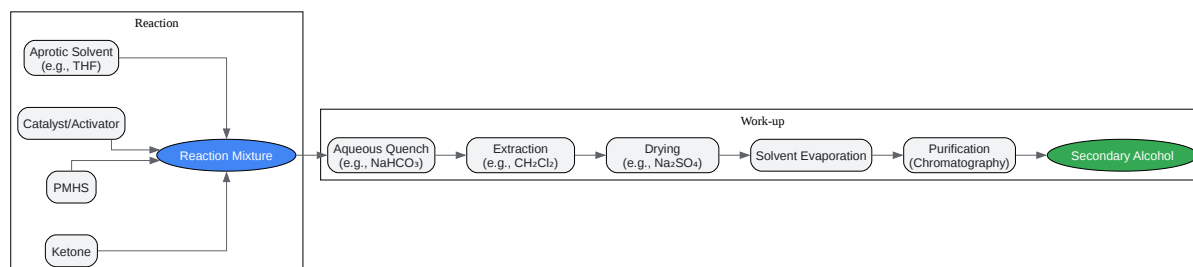 Reaction
Aprotic Solvent
(e.g., THF)
Catalyst/Activator
Reaction Mixture
PMHS
Ketone
Work-up
Aqueous Quench
(e.g., NaHCO₃)
Extraction
(e.g., CH₂Cl₂)
Drying
(e.g., Na₂SO₄)
Solvent Evaporation
Purification
(Chromatography)
Secondary Alcohol